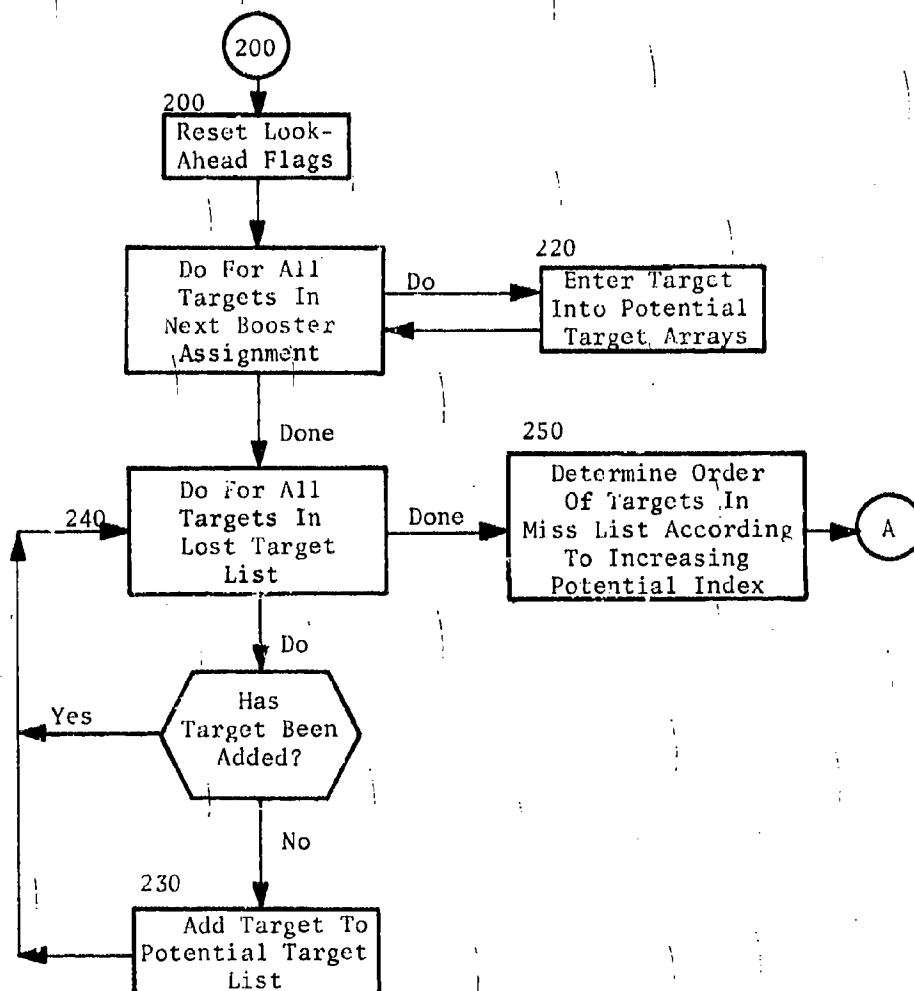 200
200
Reset Look-
Ahead Flags
Do For All
Targets In
Next Booster
Assignment
Do
220
Enter Target
Into Potential
Target Arrays
Done
240
Do For All
Targets In
Lost Target
List
Done
250
Determine Order
Of Targets In
Miss List According
To Increasing
Potential Index
A
Do
Has
Target Been
Added?
Yes
No
230
Add Target To
Potential Target
List